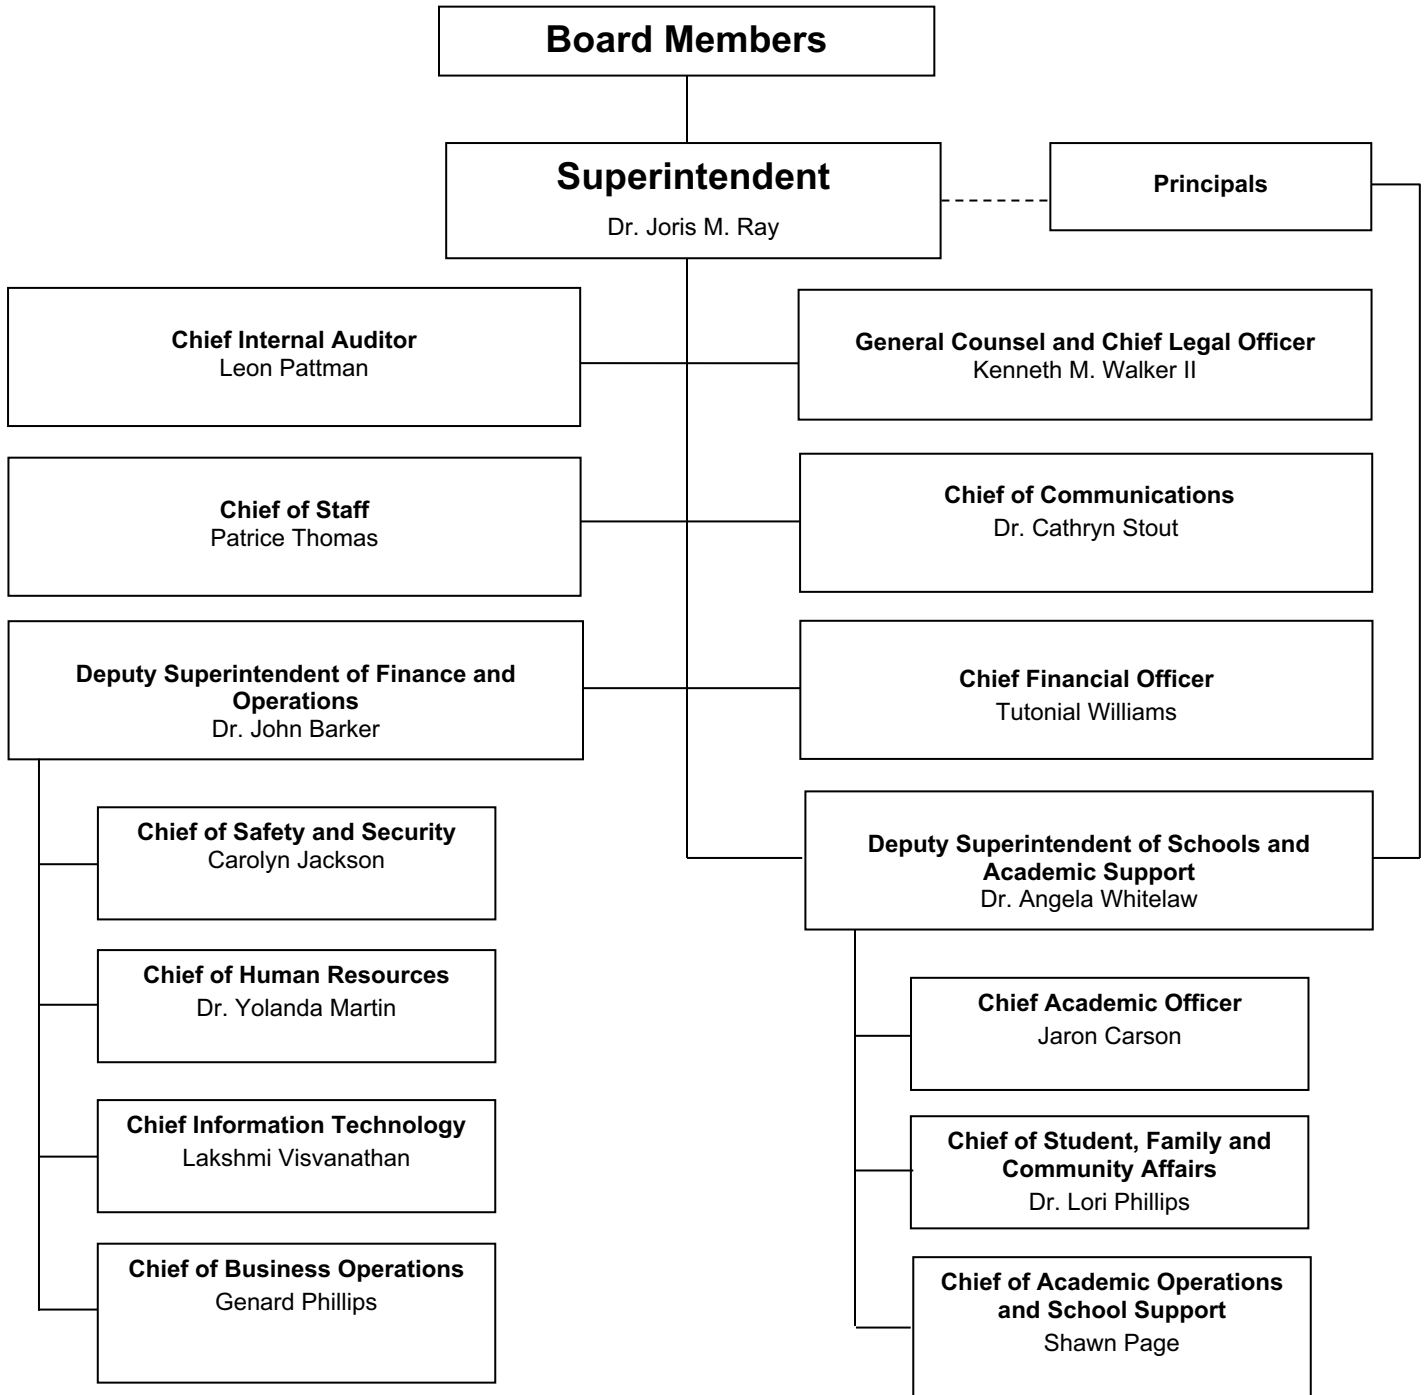 Board Members
Superintendent
Dr. Joris M. Ray
Principals
Chief Internal Auditor
Leon Pattman
General Counsel and Chief Legal Officer
Kenneth M. Walker II
Chief of Staff
Patrice Thomas
Chief of Communications
Dr. Cathryn Stout
Deputy Superintendent of Finance and
Operations
Dr. John Barker
Chief Financial Officer
Tutonial Williams
Chief of Safety and Security
Carolyn Jackson
Chief of Human Resources
Dr. Yolanda Martin
Chief Information Technology
Lakshmi Visvanathan
Chief of Business Operations
Genard Phillips
Deputy Superintendent of Schools and
Academic Support
Dr. Angela Whitelaw
Chief Academic Officer
Jaron Carson
Chief of Student, Family and
Community Affairs
Dr. Lori Phillips
Chief of Academic Operations
and School Support
Shawn Page